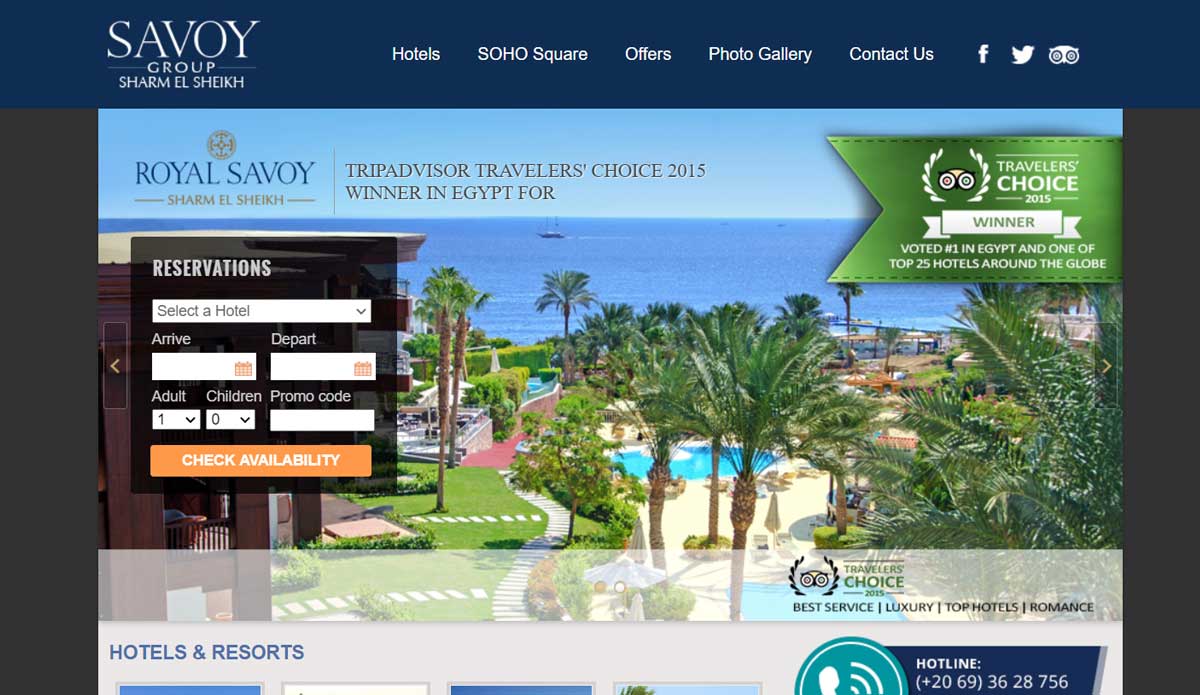 SAVOY
GROUP
SHARM EL SHEIKH
Hotels SOHO Square Offers Photo Gallery Contact Us
ROYAL SAVOY
SHARM EL SHEIKH
TRIPADVISOR TRAVELERS' CHOICE 2015
WINNER IN EGYPT FOR
TRAVELERS'
CHOICE
2015
WINNER
VOTED #1 IN EGYPT AND ONE OF
TOP 25 HOTELS AROUND THE GLOBE
RESERVATIONS
Select a Hotel
Arrive Depart
Adult Children Promo code
1 0
CHECK AVAILABILITY
TRAVELERS'
CHOICE
2015
BEST SERVICE | LUXURY | TOP HOTELS | ROMANCE
HOTELS & RESORTS
HOTLINE:
(+20 69) 36 28 756